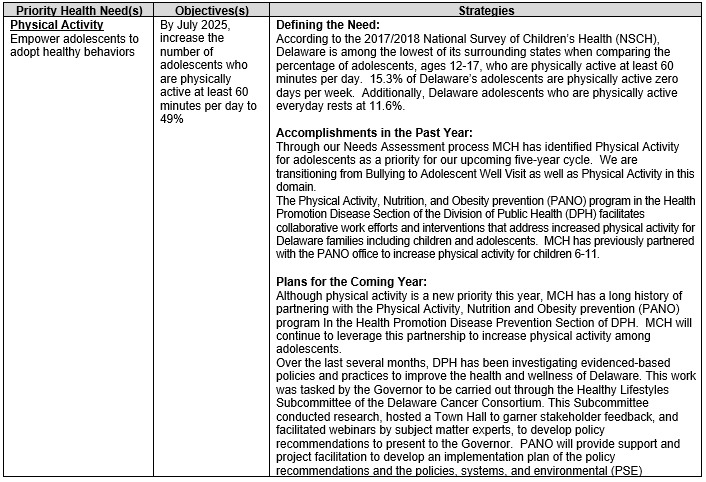 Priority Health Need(s)
Objectives(s)
Strategies
Physical Activity
Empower adolescents to
adopt healthy behaviors
By July 2025,
increase the
number of
adolescents who
are physically
active at least 60
minutes per day to
49%
Defining the Need:
According to the 2017/2018 National Survey of Children's Health (NSCH),
Delaware is among the lowest of its surrounding states when comparing the
percentage of adolescents, ages 12-17, who are physically active at least 60
minutes per day.  15.3% of Delaware's adolescents are physically active zero
days per week.  Additionally, Delaware adolescents who are physically active
everyday rests at 11.6%.
Accomplishments in the Past Year:
Through our Needs Assessment process MCH has identified Physical Activity
for adolescents as a priority for our upcoming five-year cycle.  We are
transitioning from Bullying to Adolescent Well Visit as well as Physical Activity in this
domain.
The Physical Activity, Nutrition, and Obesity prevention (PANO) program in the Health
Promotion Disease Section of the Division of Public Health (DPH) facilitates
collaborative work efforts and interventions that address increased physical activity for
Delaware families including children and adolescents.  MCH has previously partnered
with the PANO office to increase physical activity for children 6-11.
Plans for the Coming Year:
Although physical activity is a new priority this year, MCH has a long history of
partnering with the Physical Activity, Nutrition and Obesity prevention (PANO)
program In the Health Promotion Disease Prevention Section of DPH.  MCH will
continue to leverage this partnership to increase physical activity among
adolescents.
Over the last several months, DPH has been investigating evidenced-based
policies and practices to improve the health and wellness of Delaware. This work
was tasked by the Governor to be carried out through the Healthy Lifestyles
Subcommittee of the Delaware Cancer Consortium. This Subcommittee
conducted research, hosted a Town Hall to garner stakeholder feedback, and
facilitated webinars by subject matter experts, to develop policy
recommendations to present to the Governor.  PANO will provide support and
project facilitation to develop an implementation plan of the policy
recommendations and the policies, systems, and environmental (PSE)